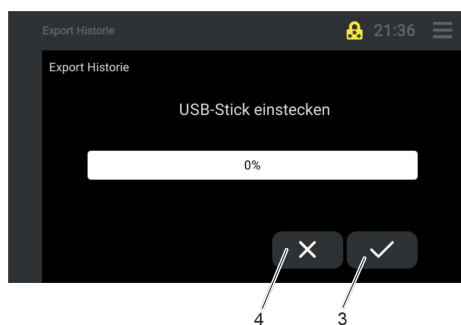 Export Historie
21:36
Export Historie
USB-Stick einstecken
0%
4
3